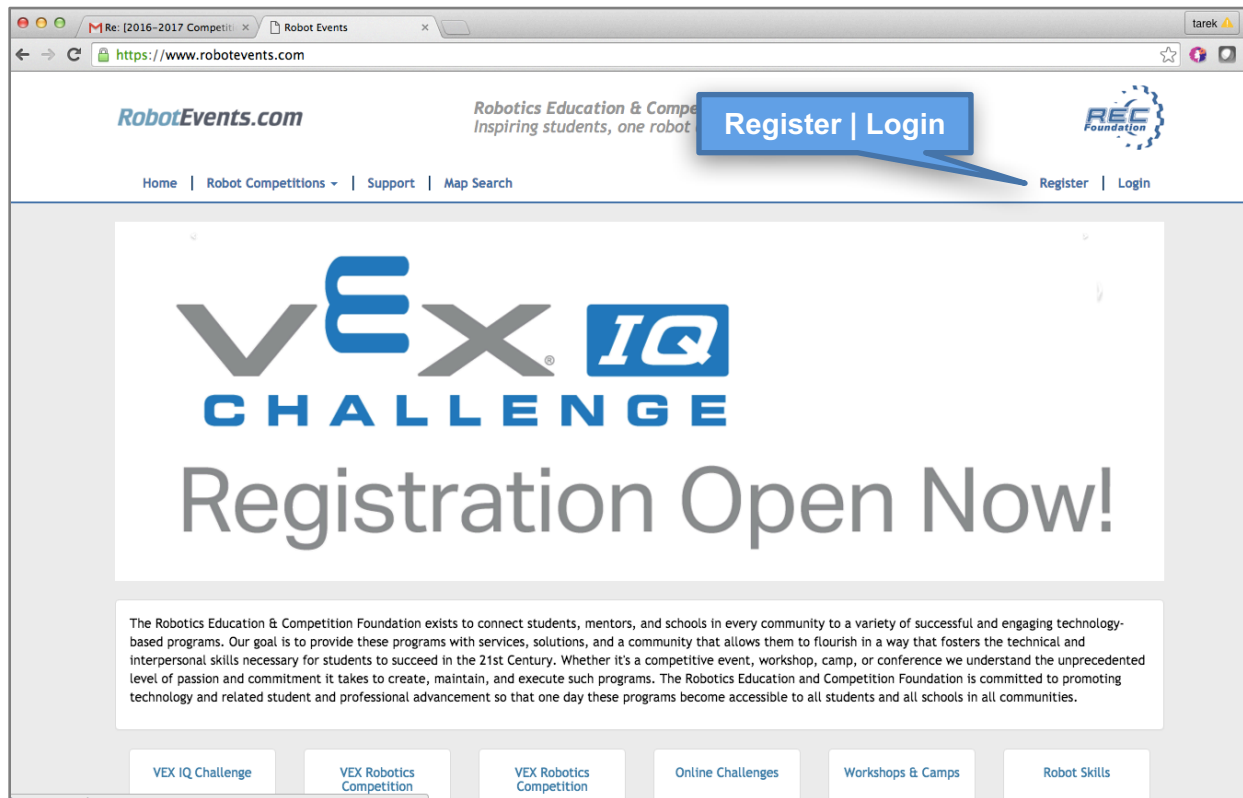 Re: [2016-2017 Competiti
Robot Events
tarek
https://www.robotevents.com
RobotEvents.com
Robotics Education & Compe
Inspiring students, one robot
Register | Login
REC
Foundation
Home | Robot Competitions | Support | Map Search
Register | Login
VEX® IQ
CHALLENGE
Registration Open Now!
The Robotics Education & Competition Foundation exists to connect students, mentors, and schools in every community to a variety of successful and engaging technology-
based programs. Our goal is to provide these programs with services, solutions, and a community that allows them to flourish in a way that fosters the technical and
interpersonal skills necessary for students to succeed in the 21st Century. Whether it's a competitive event, workshop, camp, or conference we understand the unprecedented
level of passion and commitment it takes to create, maintain, and execute such programs. The Robotics Education and Competition Foundation is committed to promoting
technology and related student and professional advancement so that one day these programs become accessible to all students and all schools in all communities.
VEX IQ Challenge
VEX Robotics
Competition
VEX Robotics
Competition
Online Challenges
Workshops & Camps
Robot Skills